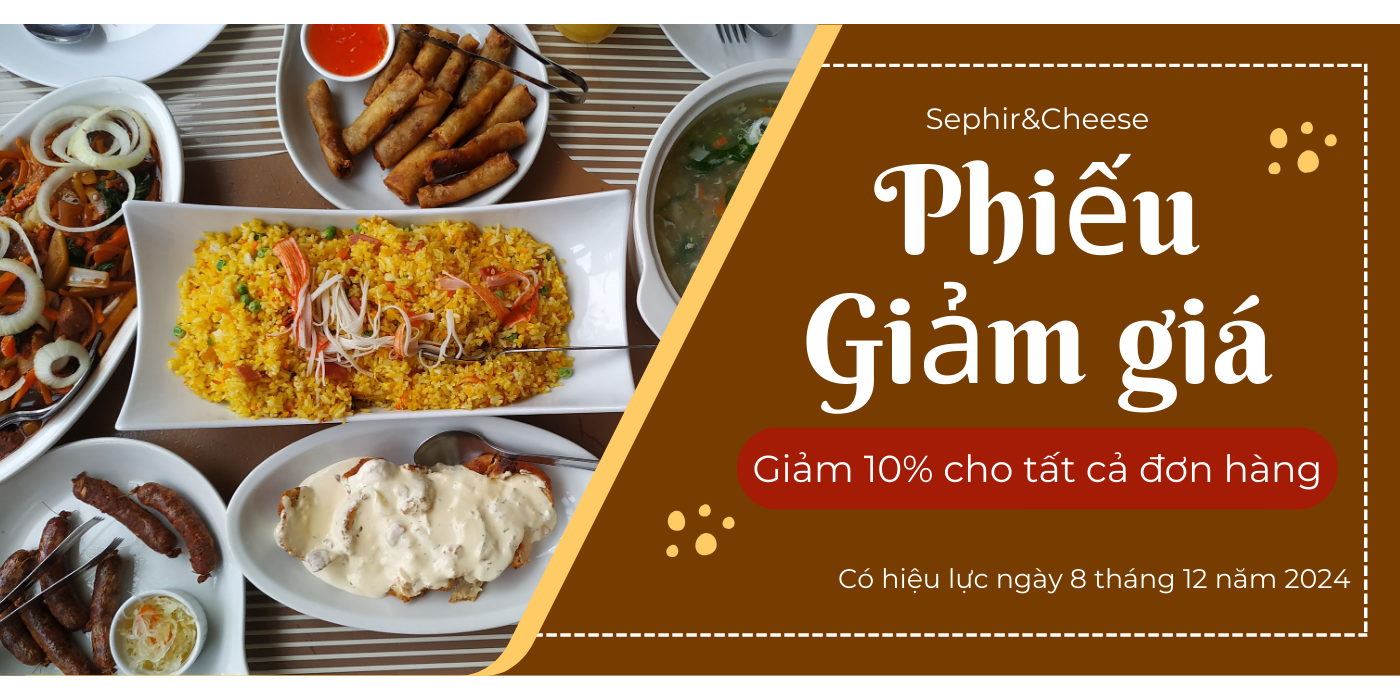 Sephir&Cheese
Phiếu
Giảm giá
Giảm 10% cho tất cả đơn hàng
Có hiệu lực ngày 8 tháng 12 năm 2024